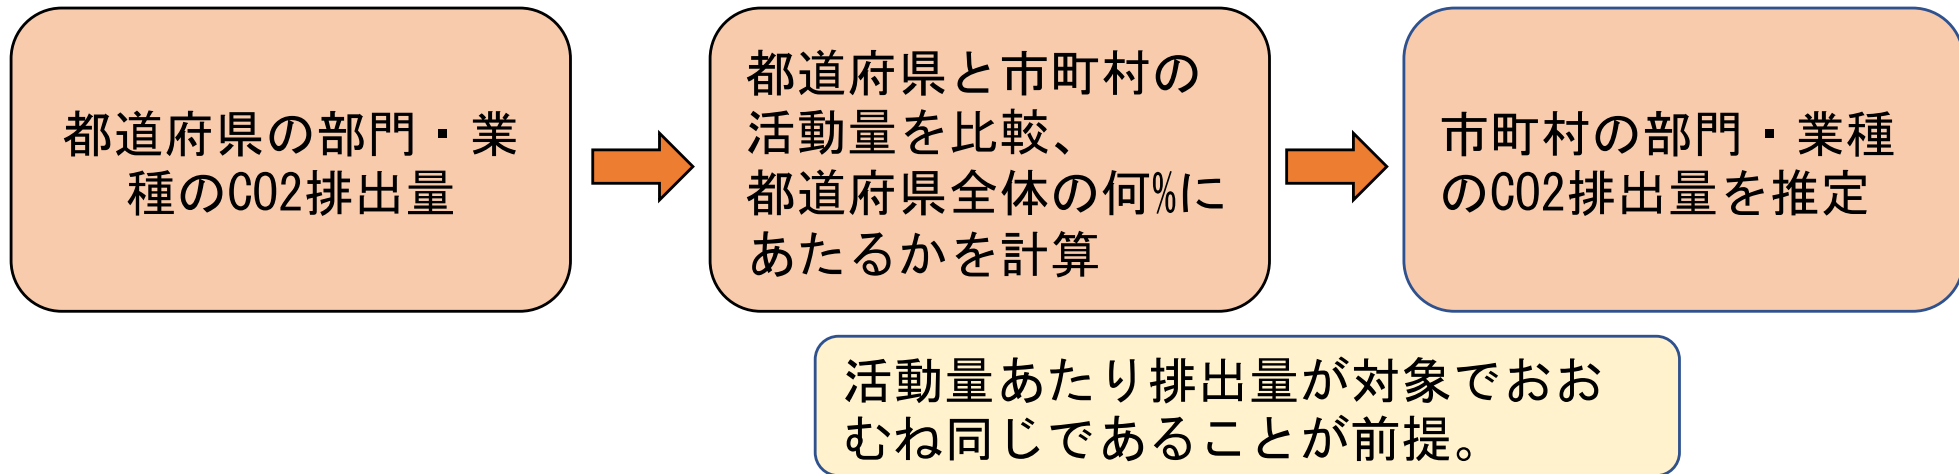 都道府県の部門・業
種のCO2排出量
都道府県と市町村の
活動量を比較、
都道府県全体の何%に
あたるかを計算
市町村の部門・業種
のCO2排出量を推定
活動量あたり排出量が対象でおお
むね同じであることが前提。